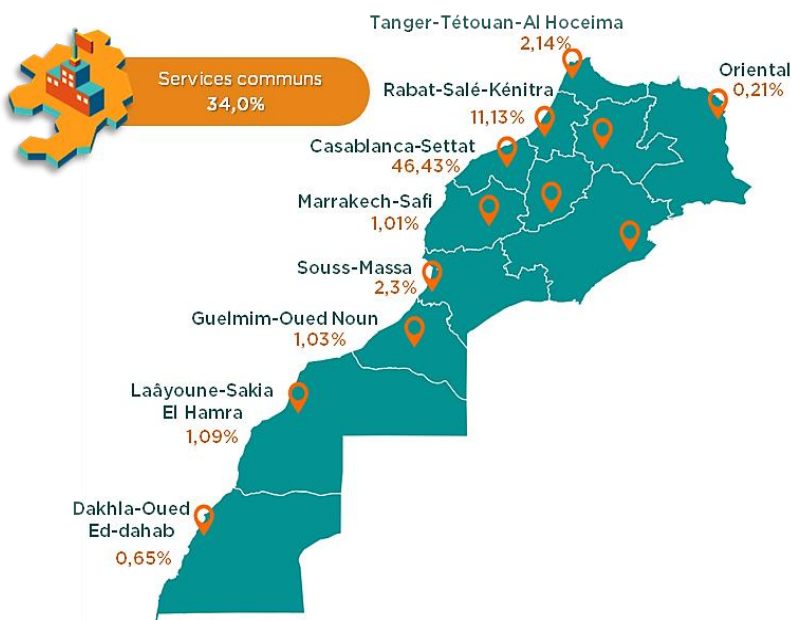 Services communs
34,0%
Tanger-Tétouan-Al Hoceima
2,14%
Oriental
0,21%
Rabat-Salé-Kénitra
11,13%
Casablanca-Settat
46,43%
Marrakech-Safi
1,01%
Souss-Massa
2,3%
Guelmim-Oued Noun
1,03%
Laâyoune-Sakia
El Hamra
1,09%
Dakhla-Oued
Ed-dahab
0,65%